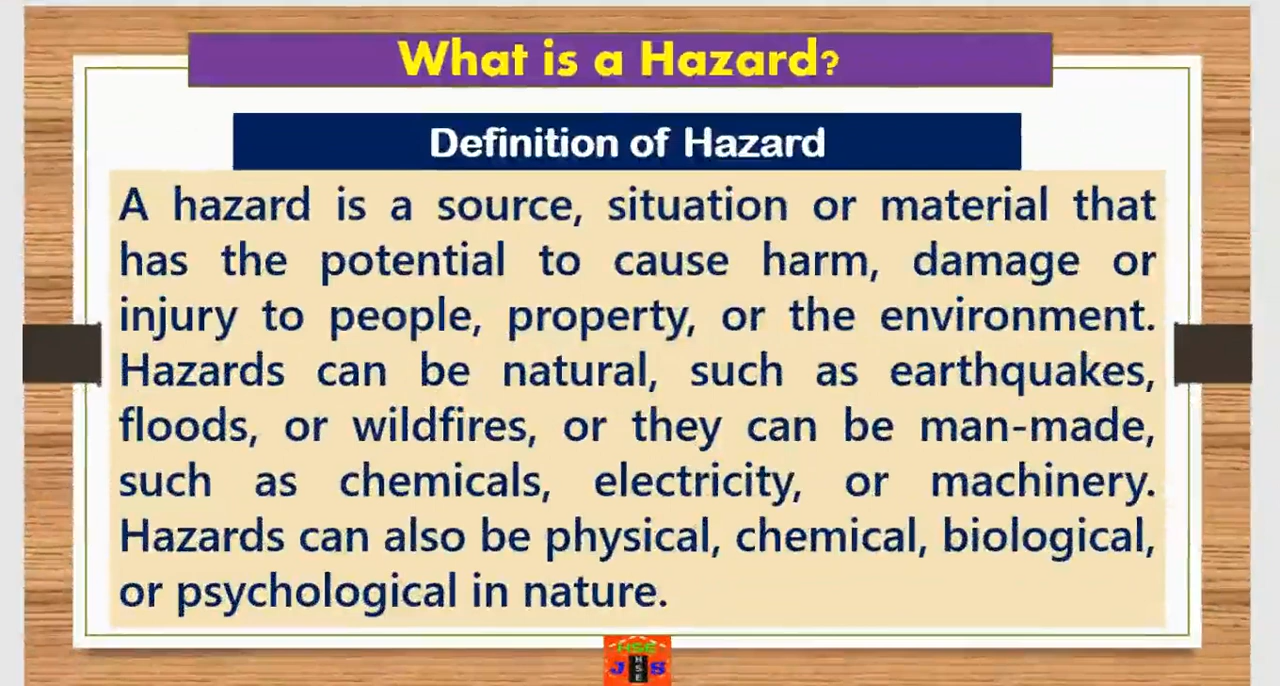 What is a Hazard?
Definition of Hazard
A hazard is a source, situation or material that
has the potential to cause harm, damage or
injury to people, property, or the environment.
Hazards can be natural, such as earthquakes,
floods, or wildfires, or they can be man-made,
such as chemicals, electricity, or machinery.
Hazards can also be physical, chemical, biological,
or psychological in nature.
HSE
J HSE S